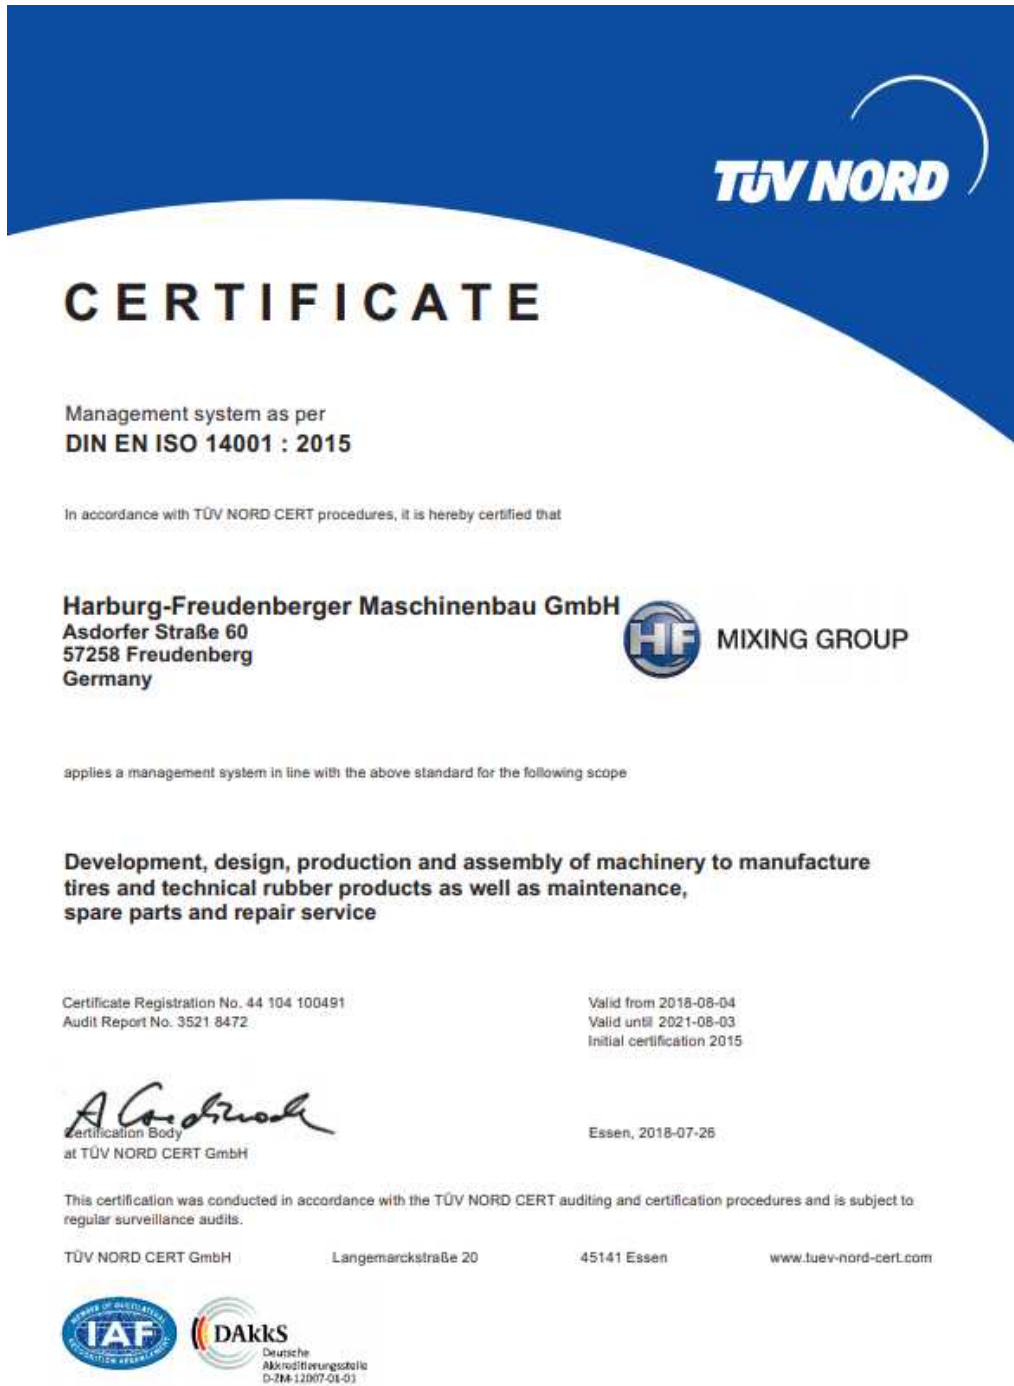 TÜV NORD
CERTIFICATE
Management system as per
DIN EN ISO 14001 : 2015
In accordance with TÜV NORD CERT procedures, it is hereby certified that
Harburg-Freudenberger Maschinenbau GmbH
Asdorfer Straße 60
57258 Freudenberg
Germany
HF MIXING GROUP
applies a management system in line with the above standard for the following scope
Development, design, production and assembly of machinery to manufacture
tires and technical rubber products as well as maintenance,
spare parts and repair service
Certificate Registration No. 44 104 100491
Audit Report No. 3521 8472
Valid from 2018-08-04
Valid until 2021-08-03
Initial certification 2015
Certification Body
at TÜV NORD CERT GmbH
Essen, 2018-07-26
This certification was conducted in accordance with the TÜV NORD CERT auditing and certification procedures and is subject to
regular surveillance audits.
TÜV NORD CERT GmbH Langemarckstraße 20 45141 Essen www.tuev-nord-cert.com
MEMBER OF MULTILATERAL
IAF
RECOGNITION ARRANGEMENT
DAkkS
Deutsche
Akkreditierungsstelle
D-ZM-12007-01-01